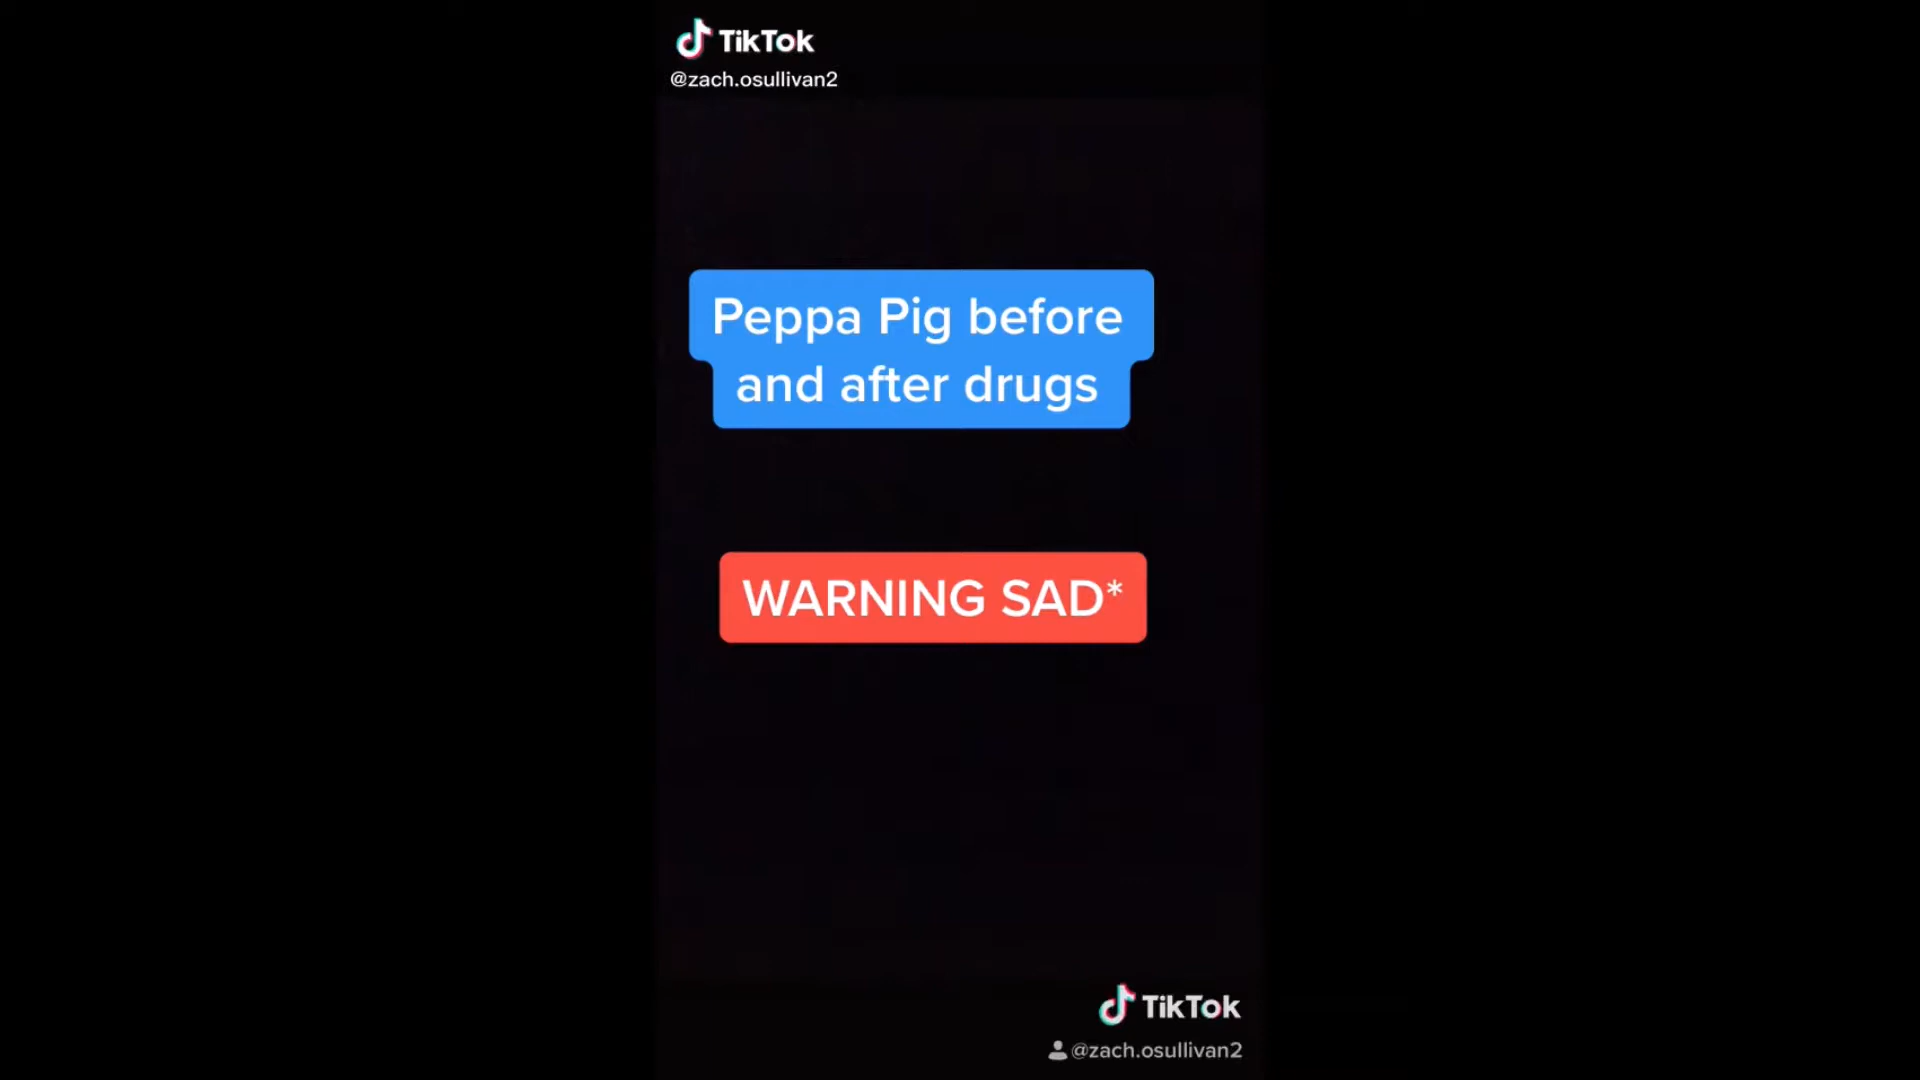 TikTok
@zach.osullivan2
Peppa Pig before
and after drugs
WARNING SAD*
TikTok
@zach.osullivan2